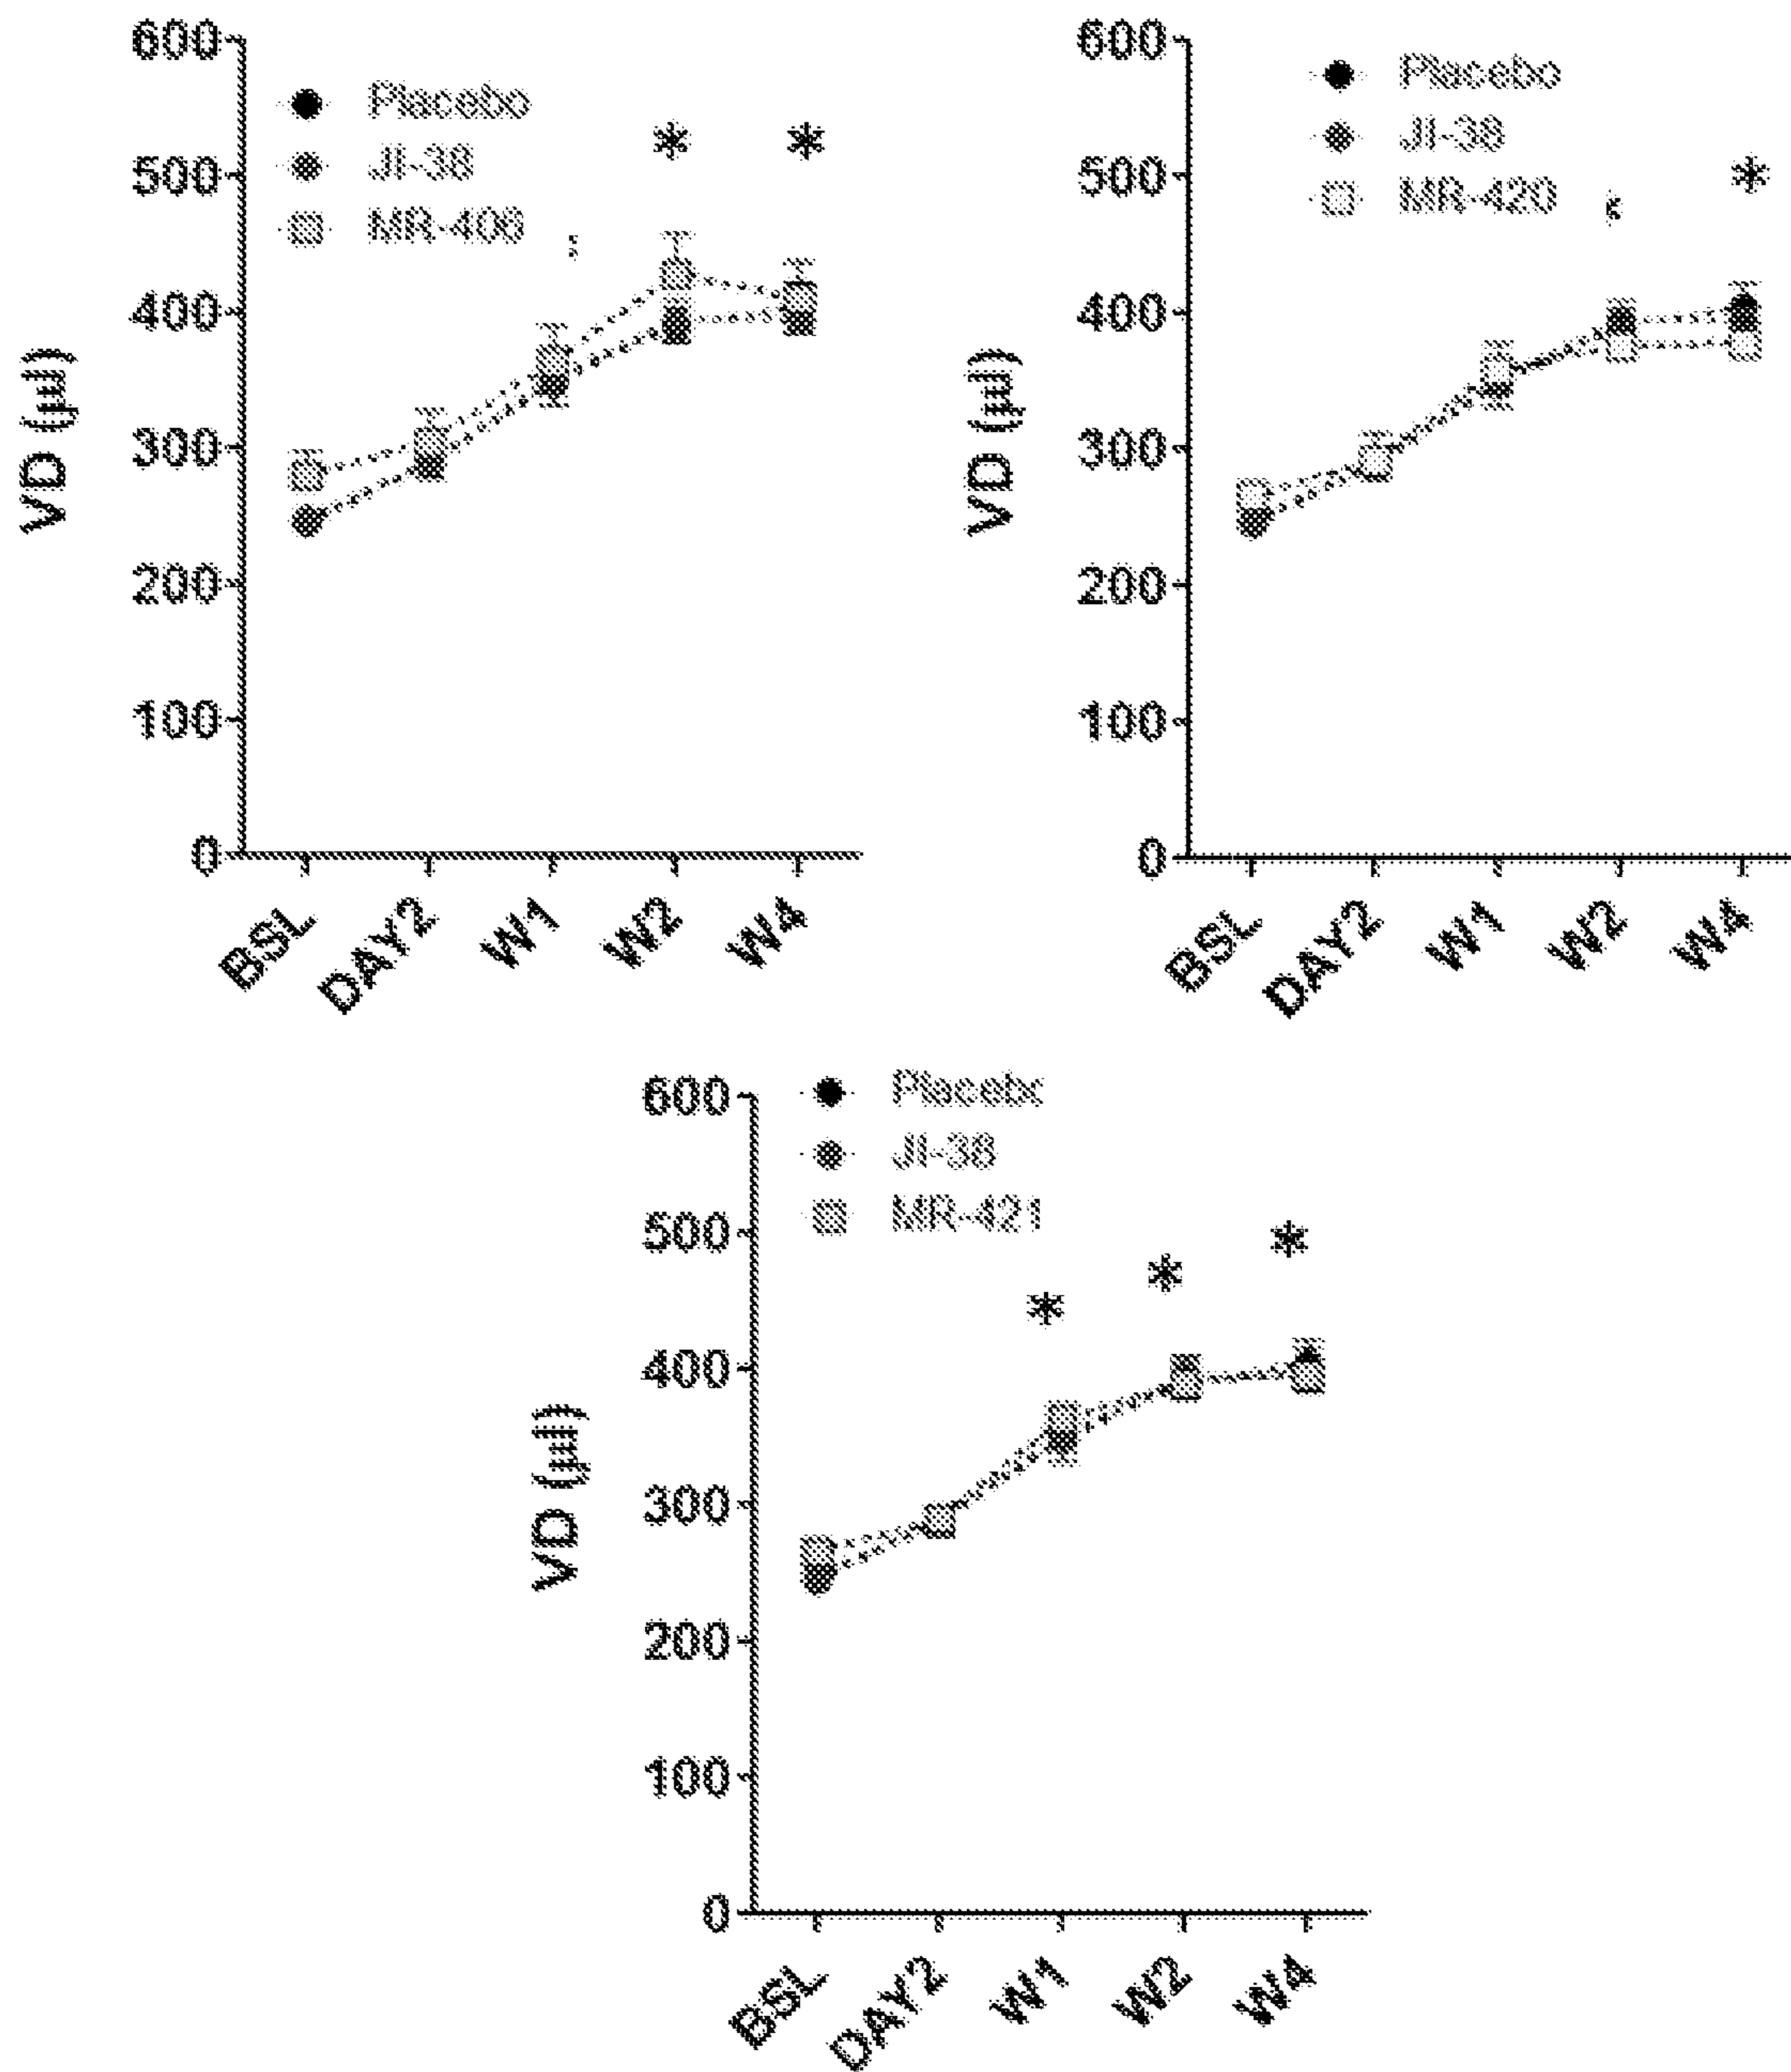 600
500
400
300
200
100
0
VD (µl)
Placebo
JI-38
MR-406
* *
BSL
DAY2
W1
W2
W4
600
500
400
300
200
100
0
VD (µl)
Placebo
JI-38
MR-420
*
BSL
DAY2
W1
W2
W4
600
500
400
300
200
100
0
VD (µl)
Placebo
JI-38
MR-421
* * *
BSL
DAY2
W1
W2
W4